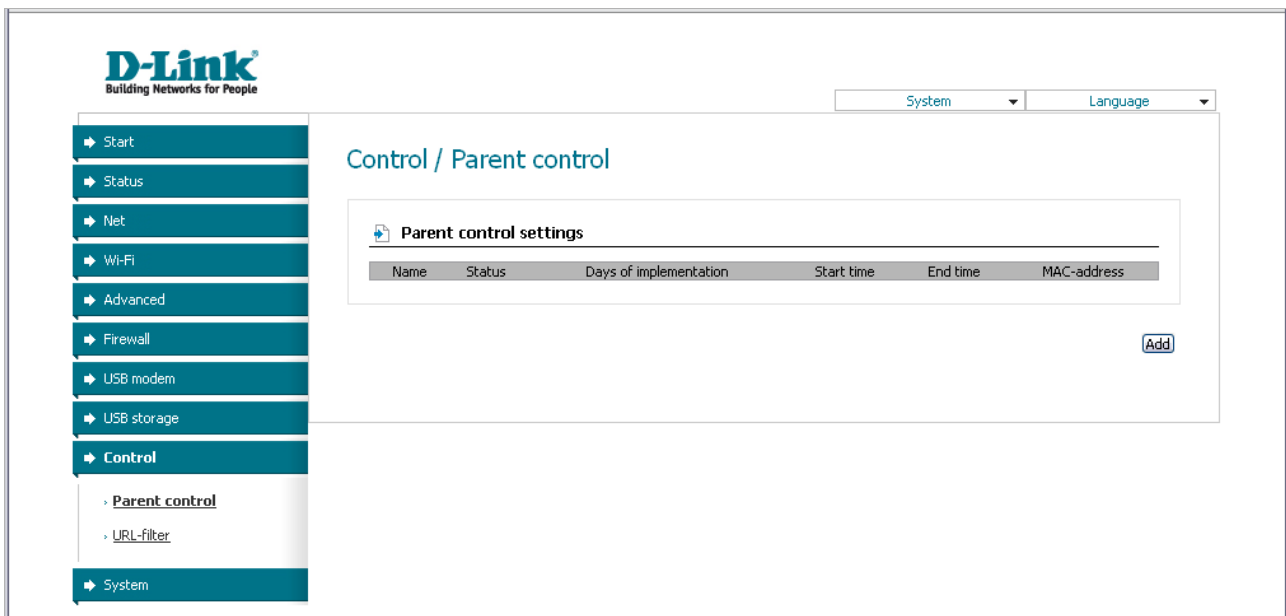 D-Link
Building Networks for People
System
Language
Start
Status
Net
Wi-Fi
Advanced
Firewall
USB modem
USB storage
Control
Parent control
URL-filter
System
Control / Parent control
Parent control settings
Name Status Days of implementation Start time End time MAC-address
Add